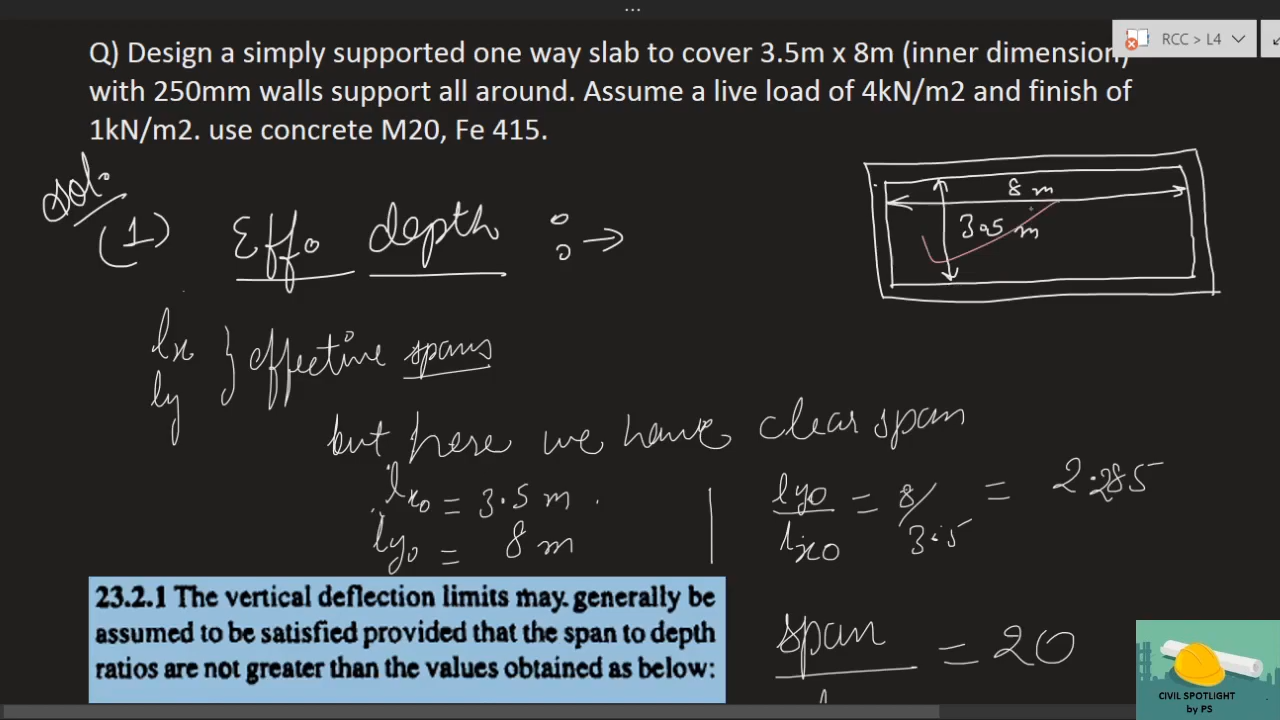 ...
RCC > L4
Q) Design a simply supported one way slab to cover 3.5m x 8m (inner dimension)
with 250mm walls support all around. Assume a live load of 4kN/m2 and finish of
1kN/m2. use concrete M20, Fe 415.
Sol.
(1) Eff. depth :→
8 m
3.5 m
lx
ly } effective spans
but here we have clear span
lx0 = 3.5 m
ly0 = 8 m
ly0/lx0 = 8/3.5 = 2.285
23.2.1 The vertical deflection limits may generally be
assumed to be satisfied provided that the span to depth
ratios are not greater than the values obtained as below:
span = 20
CIVIL SPOTLIGHT
by PS